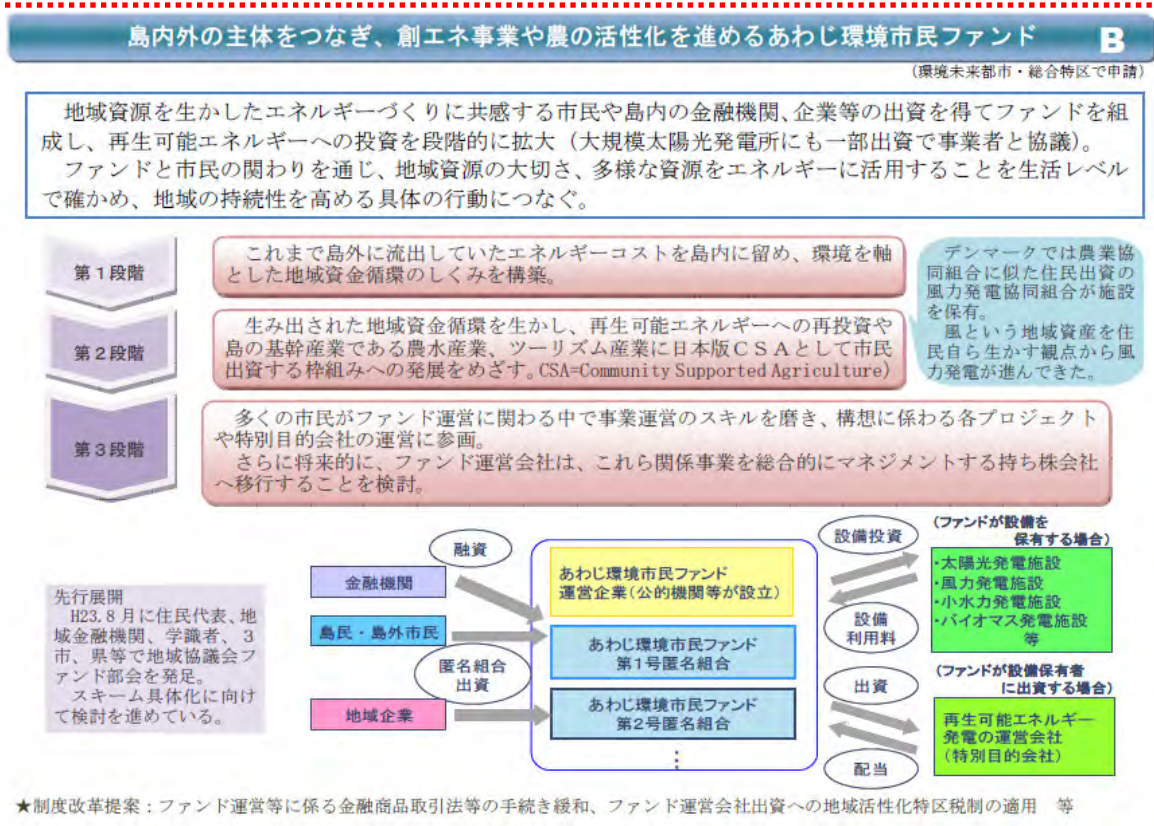 島内外の主体をつなぎ、創エネ事業や農の活性化を進めるあわじ環境市民ファンド B
（環境未来都市・総合特区で申請）
地域資源を生かしたエネルギーづくりに共感する市民や島内の金融機関、企業等の出資を得てファンドを組
成し、再生可能エネルギーへの投資を段階的に拡大（大規模太陽光発電所にも一部出資で事業者と協議）。
ファンドと市民の関わりを通じ、地域資源の大切さ、多様な資源をエネルギーに活用することを生活レベル
で確かめ、地域の持続性を高める具体の行動につなぐ。
第１段階
これまで島外に流出していたエネルギーコストを島内に留め、環境を軸
とした地域資金循環のしくみを構築。
第２段階
生み出された地域資金循環を生かし、再生可能エネルギーへの再投資や
島の基幹産業である農水産業、ツーリズム産業に日本版ＣＳＡとして市民
出資する枠組みへの発展をめざす。CSA=Community Supported Agriculture）
デンマークでは農業協
同組合に似た住民出資の
風力発電協同組合が施設
を保有。
風という地域資産を住
民自ら生かす観点から風
力発電が進んできた。
第３段階
多くの市民がファンド運営に関わる中で事業運営のスキルを磨き、構想に係わる各プロジェクト
や特別目的会社の運営に参画。
さらに将来的に、ファンド運営会社は、これら関係事業を総合的にマネジメントする持ち株会社
へ移行することを検討。
先行展開
H23.８月に住民代表、地
域金融機関、学識者、３
市、県等で地域協議会フ
ァンド部会を発足。
スキーム具体化に向け
て検討を進めている。
金融機関
島民・島外市民
地域企業
融資
匿名組合
出資
あわじ環境市民ファンド
運営企業(公的機関等が設立)
あわじ環境市民ファンド
第1号匿名組合
あわじ環境市民ファンド
第2号匿名組合
⋮
設備投資
設備
利用料
出資
配当
(ファンドが設備を
保有する場合)
・太陽光発電施設
・風力発電施設
・小水力発電施設
・バイオマス発電施設
等
(ファンドが設備保有者
に出資する場合)
再生可能エネルギー
発電の運営会社
(特別目的会社)
★制度改革提案：ファンド運営等に係る金融商品取引法等の手続き緩和、ファンド運営会社出資への地域活性化特区税制の適用　等